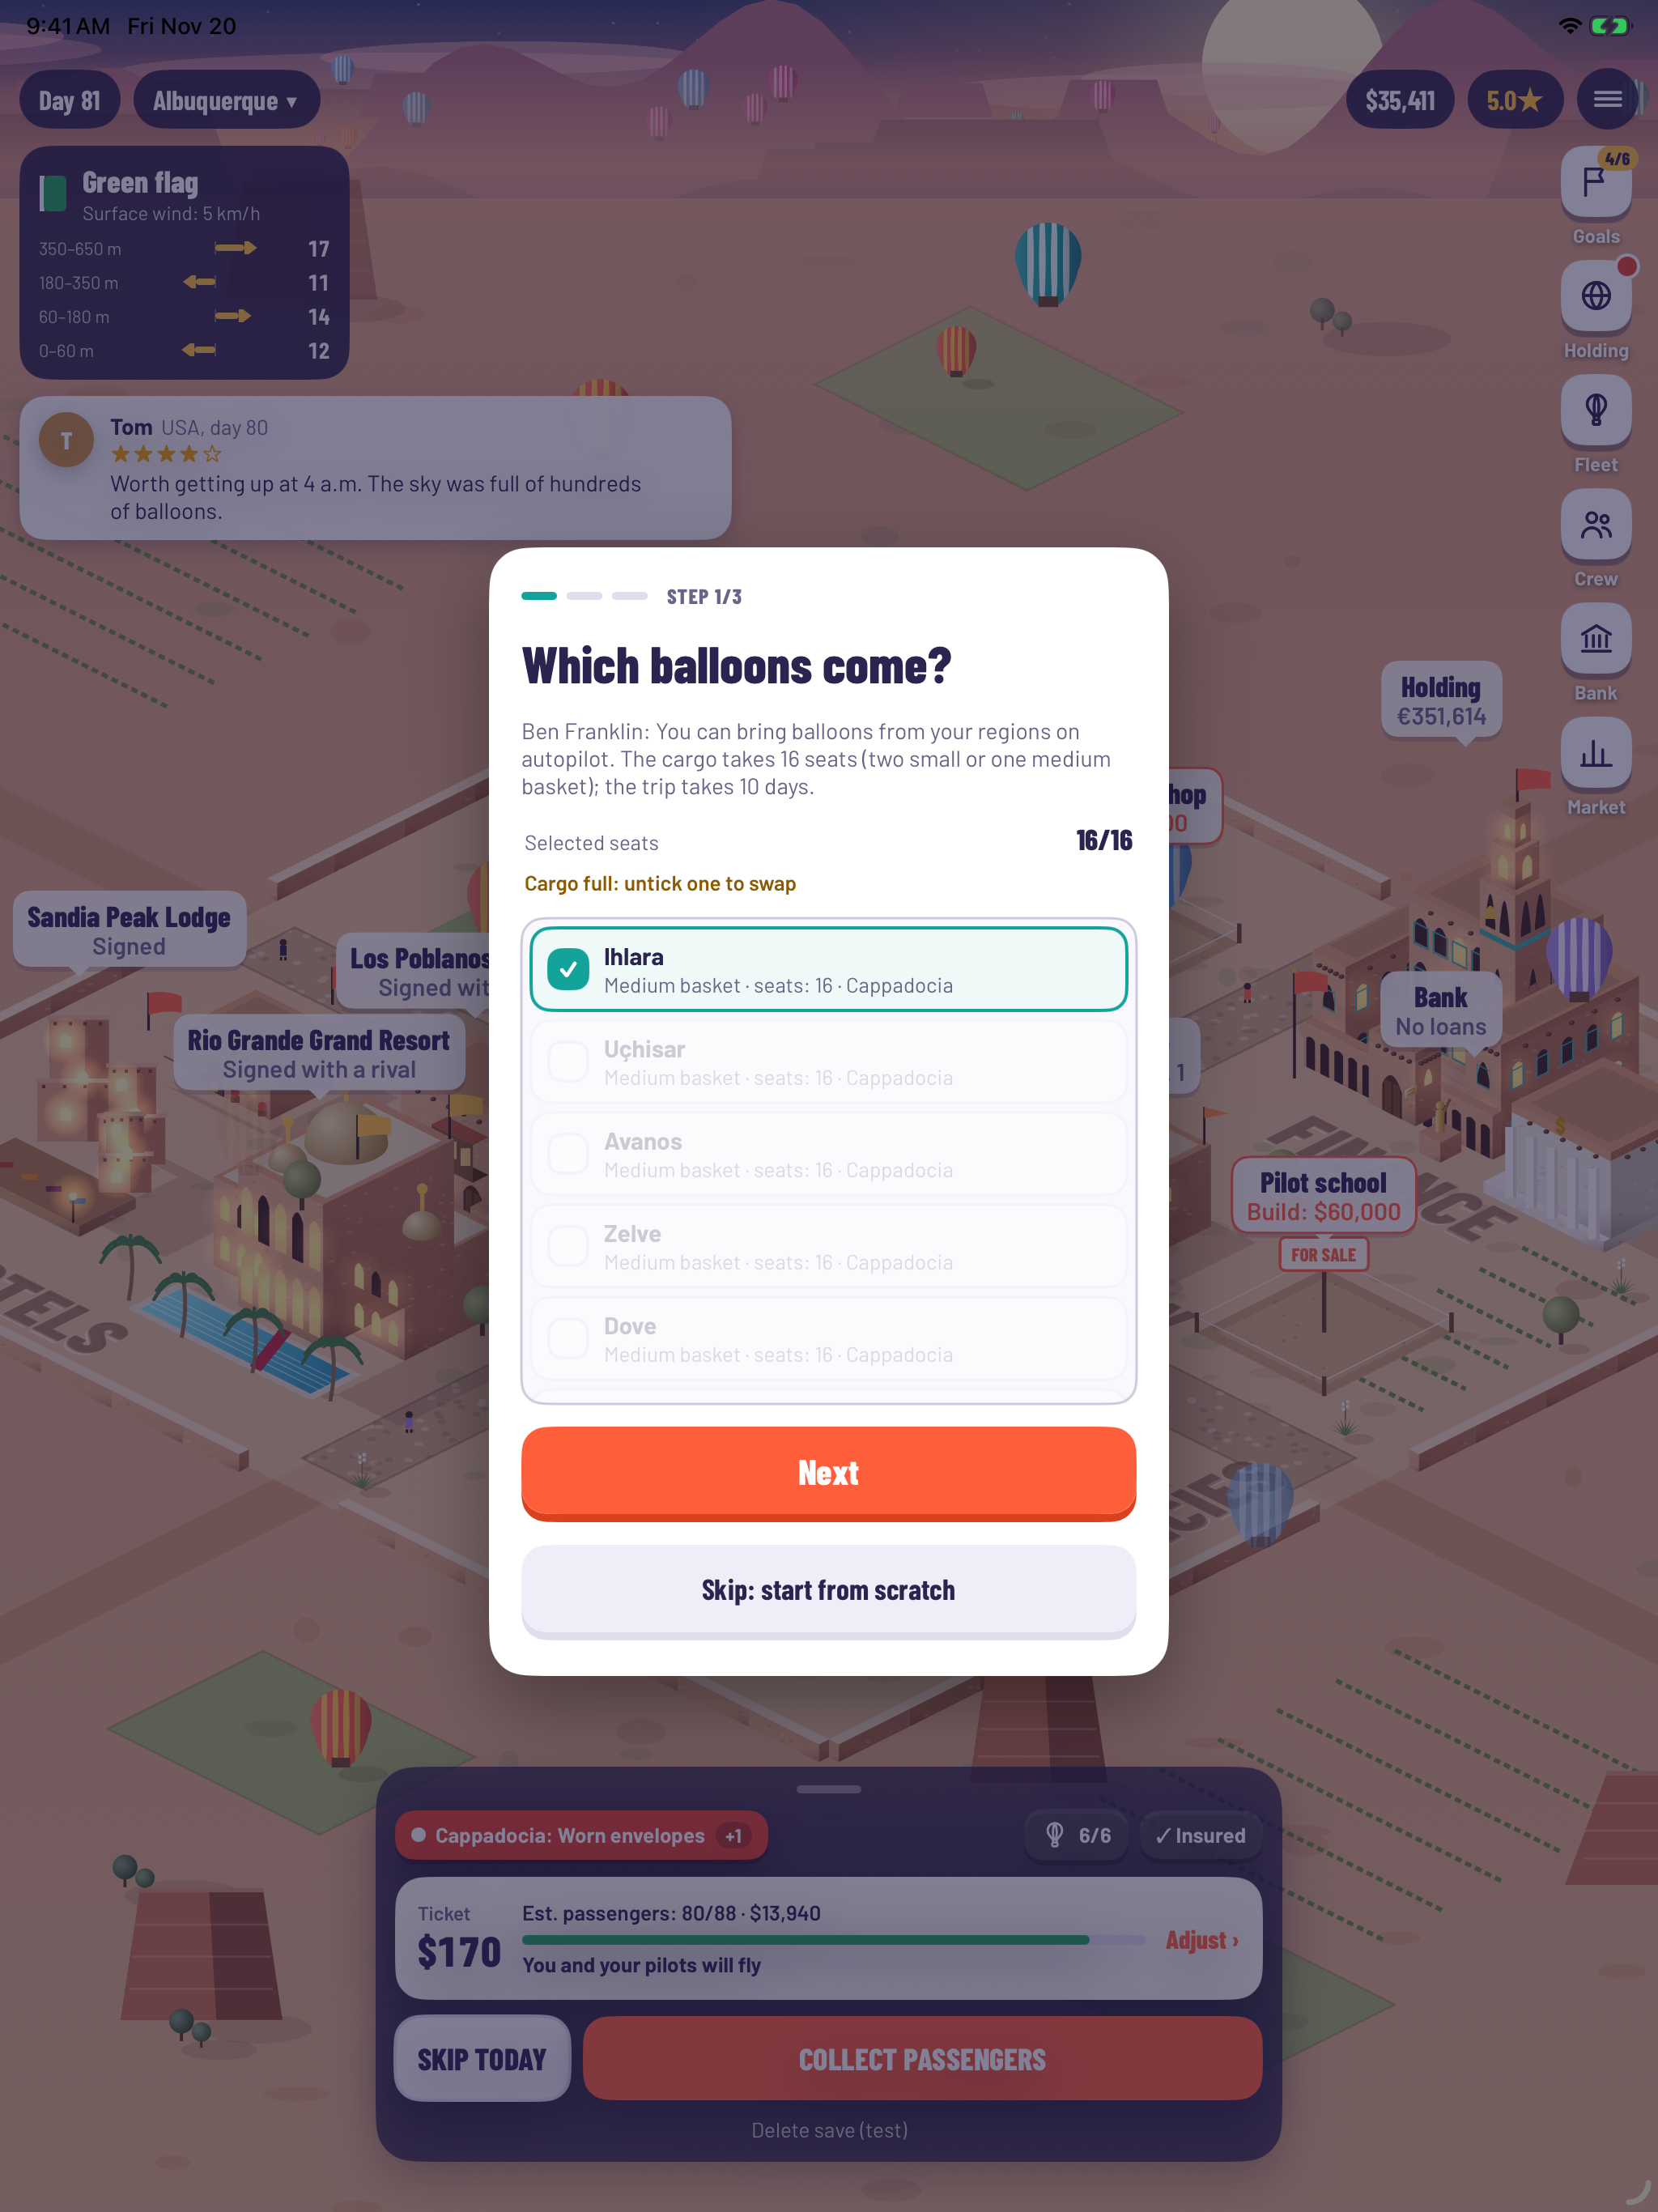 9:41 AM Fri Nov 20
Day 81
Albuquerque ▾
$35,411
5.0★
Green flag
Surface wind: 5 km/h
350–650 m 17
180–350 m 11
60–180 m 14
0–60 m 12
4/6
Goals
Holding
Fleet
Crew
Bank
Market
T
Tom USA, day 80
★★★★☆
Worth getting up at 4 a.m. The sky was full of hundreds
of balloons.
STEP 1/3
Which balloons come?
Ben Franklin: You can bring balloons from your regions on
autopilot. The cargo takes 16 seats (two small or one medium
basket); the trip takes 10 days.
Selected seats 16/16
Cargo full: untick one to swap
Ihlara
Medium basket · seats: 16 · Cappadocia
Uçhisar
Medium basket · seats: 16 · Cappadocia
Avanos
Medium basket · seats: 16 · Cappadocia
Zelve
Medium basket · seats: 16 · Cappadocia
Dove
Medium basket · seats: 16 · Cappadocia
Next
Skip: start from scratch
Holding
€351,614
Sandia Peak Lodge
Signed
Los Poblanos
Signed wit
Rio Grande Grand Resort
Signed with a rival
hop
00
1
Bank
No loans
Pilot school
Build: $60,000
FOR SALE
$
Cappadocia: Worn envelopes +1
6/6
✓ Insured
Ticket
$170
Est. passengers: 80/88 · $13,940
You and your pilots will fly
Adjust ›
SKIP TODAY
COLLECT PASSENGERS
Delete save (test)